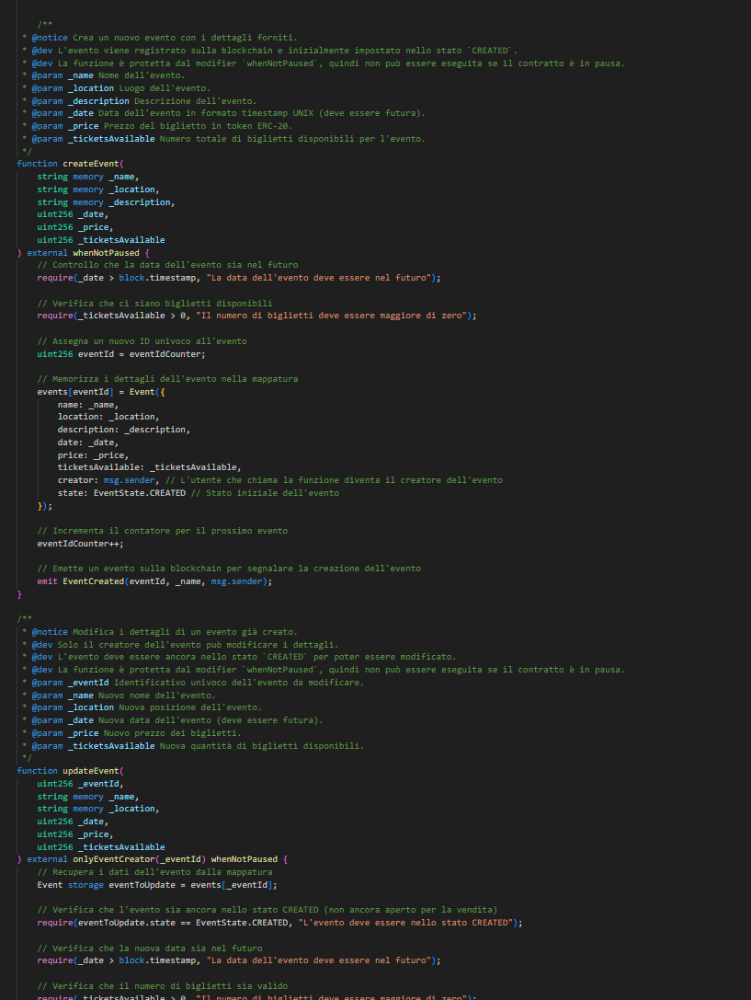 /**
 * @notice Crea un nuovo evento con i dettagli forniti.
 * @dev L'evento viene registrato sulla blockchain e inizialmente impostato nello stato `CREATED`.
 * @dev La funzione è protetta dal modifier `whenNotPaused`, quindi non può essere eseguita se il contratto è in pausa.
 * @param _name Nome dell'evento.
 * @param _location Luogo dell'evento.
 * @param _description Descrizione dell'evento.
 * @param _date Data dell'evento in formato timestamp UNIX (deve essere futura).
 * @param _price Prezzo del biglietto in token ERC-20.
 * @param _ticketsAvailable Numero totale di biglietti disponibili per l'evento.
 */
function createEvent(
    string memory _name,
    string memory _location,
    string memory _description,
    uint256 _date,
    uint256 _price,
    uint256 _ticketsAvailable
) external whenNotPaused {
    // Controllo che la data dell'evento sia nel futuro
    require(_date > block.timestamp, "La data dell'evento deve essere nel futuro");
    // Verifica che ci siano biglietti disponibili
    require(_ticketsAvailable > 0, "Il numero di biglietti deve essere maggiore di zero");
    // Assegna un nuovo ID univoco all'evento
    uint256 eventId = eventIdCounter;
    // Memorizza i dettagli dell'evento nella mappatura
    events[eventId] = Event({
        name: _name,
        location: _location,
        description: _description,
        date: _date,
        price: _price,
        ticketsAvailable: _ticketsAvailable,
        creator: msg.sender, // L'utente che chiama la funzione diventa il creatore dell'evento
        state: EventState.CREATED // Stato iniziale dell'evento
    });
    // Incrementa il contatore per il prossimo evento
    eventIdCounter++;
    // Emette un evento sulla blockchain per segnalare la creazione dell'evento
    emit EventCreated(eventId, _name, msg.sender);
}
/**
 * @notice Modifica i dettagli di un evento già creato.
 * @dev Solo il creatore dell'evento può modificare i dettagli.
 * @dev L'evento deve essere ancora nello stato `CREATED` per poter essere modificato.
 * @dev La funzione è protetta dal modifier `whenNotPaused`, quindi non può essere eseguita se il contratto è in pausa.
 * @param _eventId Identificativo univoco dell'evento da modificare.
 * @param _name Nuovo nome dell'evento.
 * @param _location Nuova posizione dell'evento.
 * @param _date Nuova data dell'evento (deve essere futura).
 * @param _price Nuovo prezzo dei biglietti.
 * @param _ticketsAvailable Nuova quantità di biglietti disponibili.
 */
function updateEvent(
    uint256 _eventId,
    string memory _name,
    string memory _location,
    uint256 _date,
    uint256 _price,
    uint256 _ticketsAvailable
) external onlyEventCreator(_eventId) whenNotPaused {
    // Recupera i dati dell'evento dalla mappatura
    Event storage eventToUpdate = events[_eventId];
    // Verifica che l'evento sia ancora nello stato CREATED (non ancora aperto per la vendita)
    require(eventToUpdate.state == EventState.CREATED, "L'evento deve essere nello stato CREATED");
    // Verifica che la nuova data sia nel futuro
    require(_date > block.timestamp, "La data dell'evento deve essere nel futuro");
    // Verifica che il numero di biglietti sia valido
    require(_ticketsAvailable > 0, "Il numero di biglietti deve essere maggiore di zero");